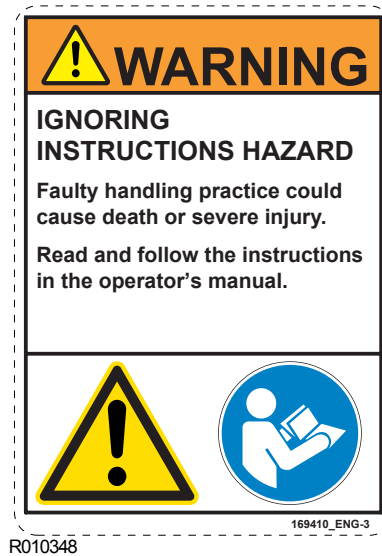 WARNING
IGNORING
INSTRUCTIONS HAZARD
Faulty handling practice could
cause death or severe injury.
Read and follow the instructions
in the operator’s manual.
169410_ENG-3
R010348